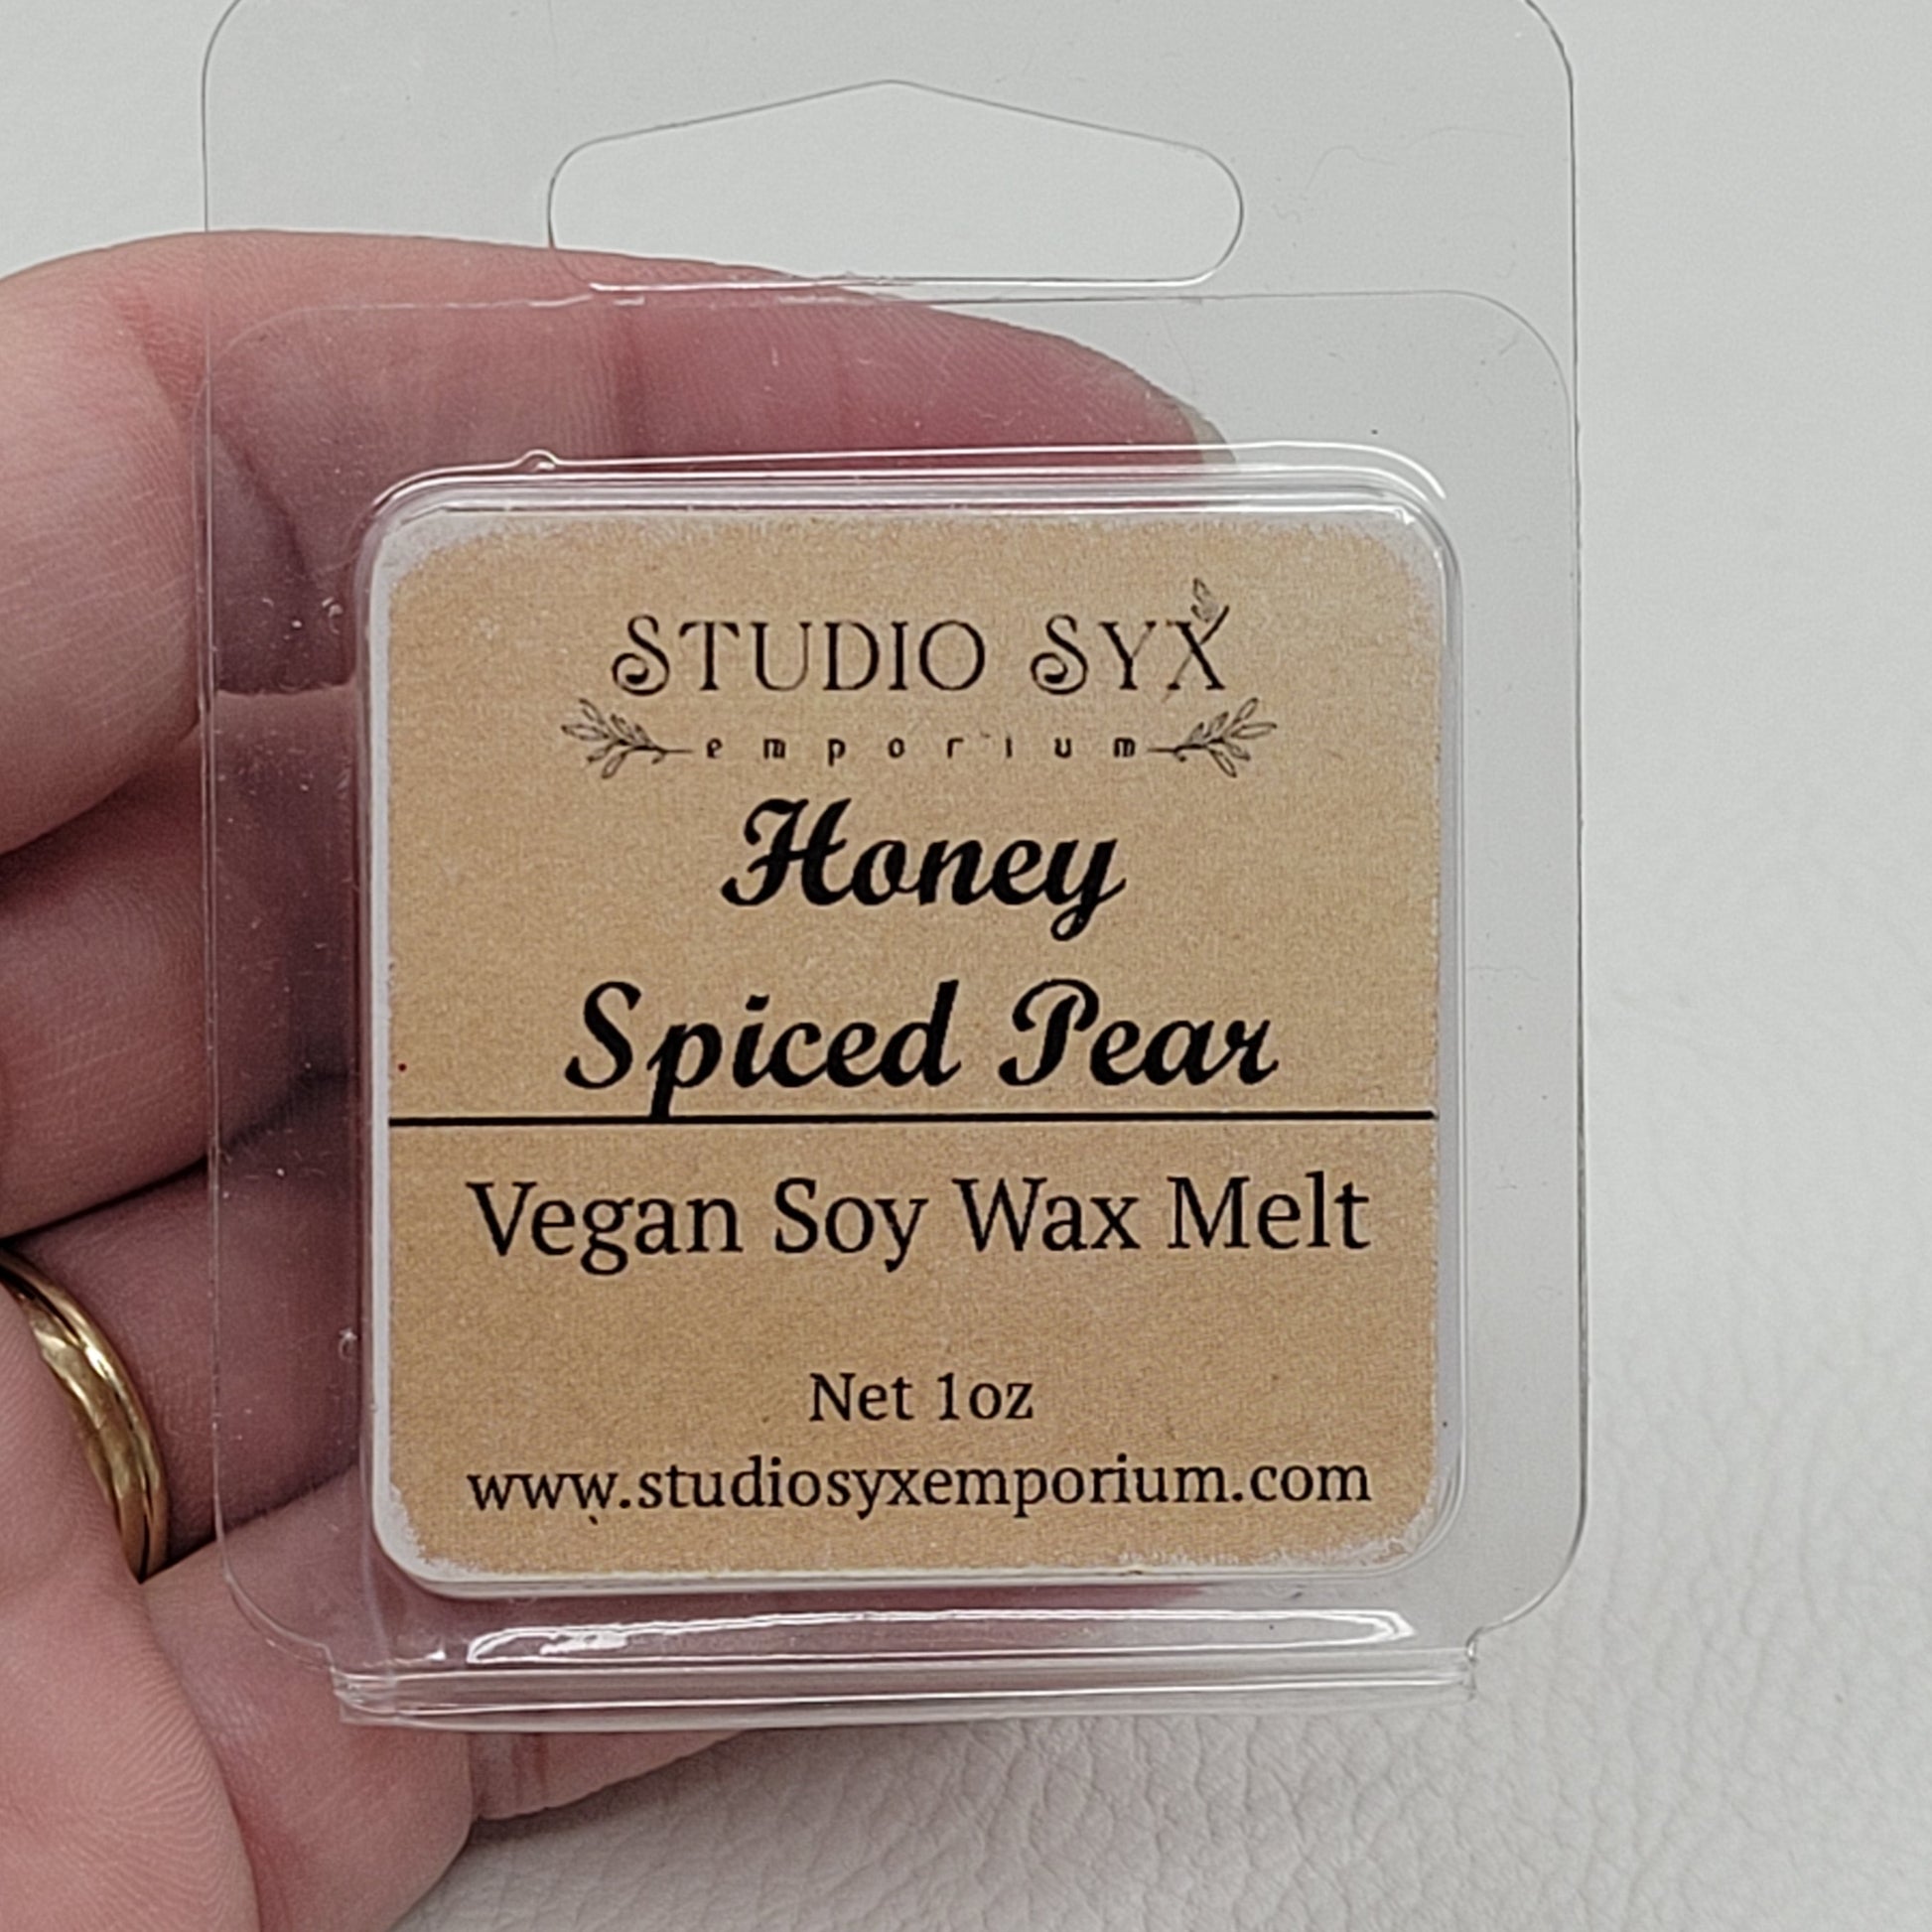 STUDIO SYX
emporium
Honey
Spiced Pear
Vegan Soy Wax Melt
Net 1oz
www.studiosyxemporium.com